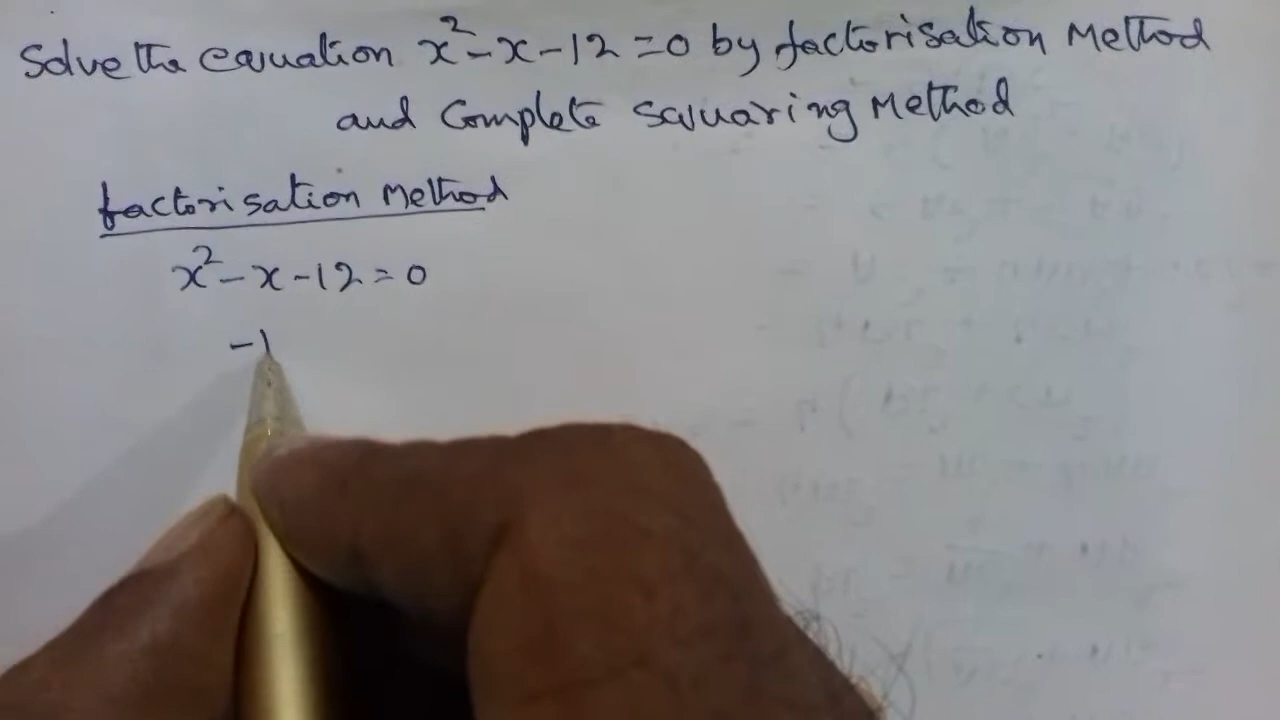 Solve the equation x² - x - 12 = 0 by factorisation Method
and Complete Squaring Method
factorisation Method
x² - x - 12 = 0
-1